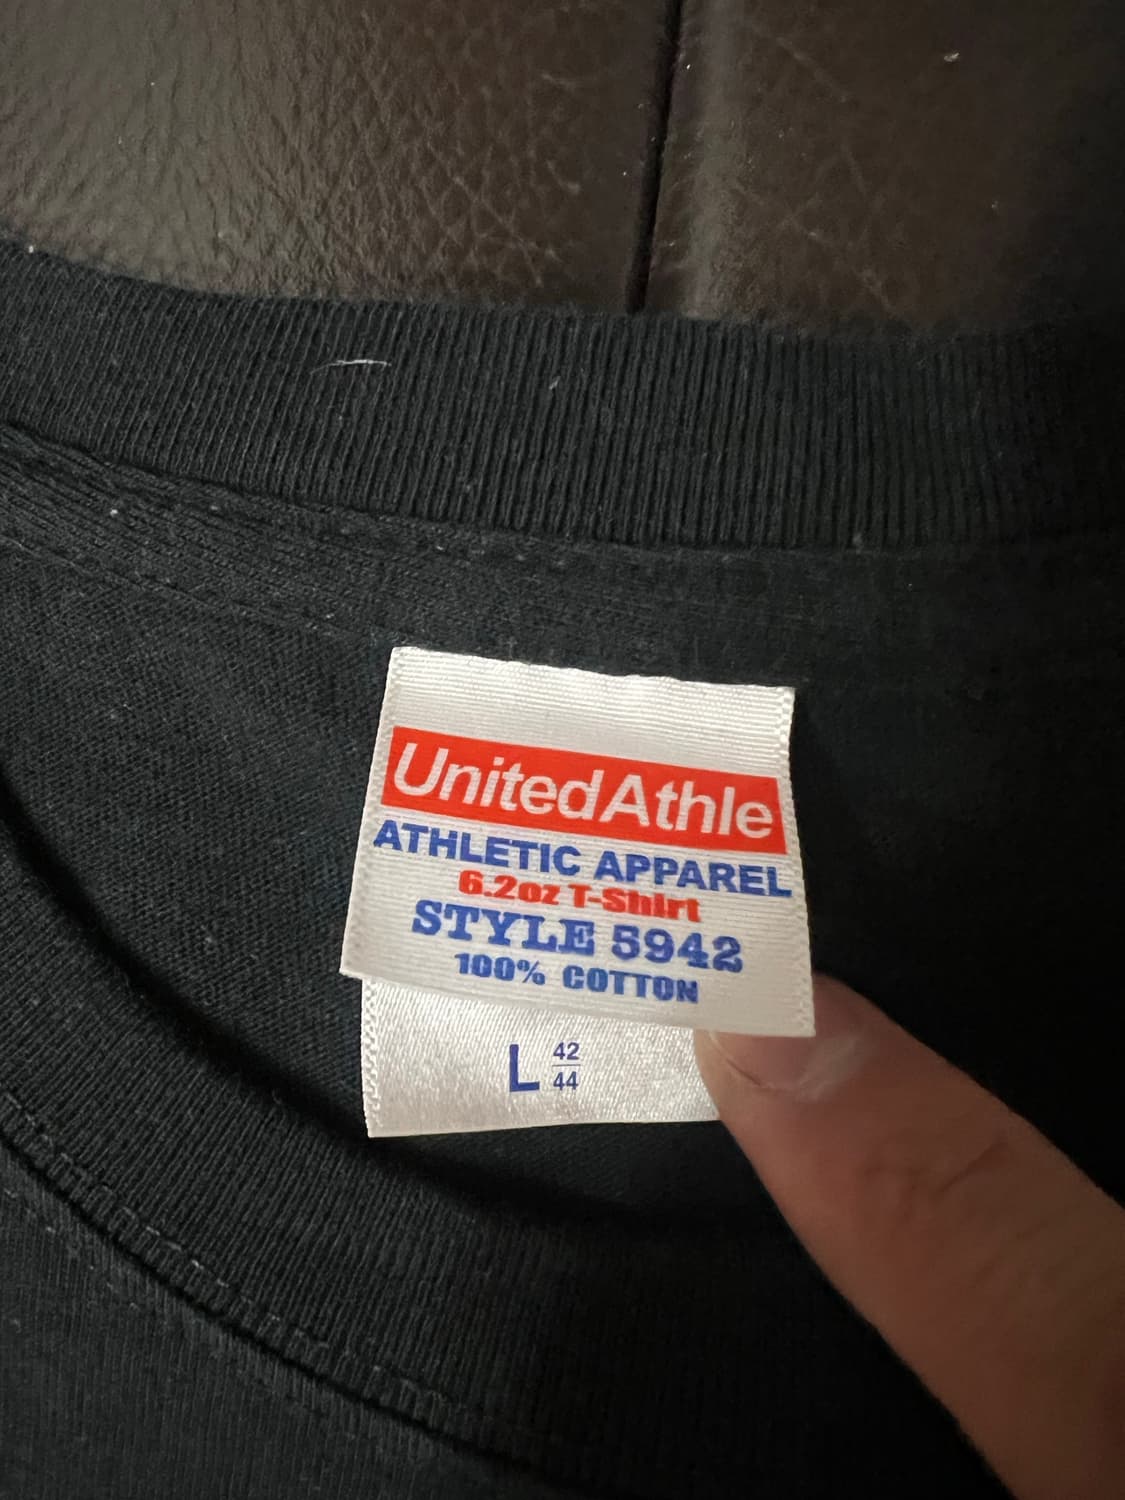 UnitedAthle
ATHLETIC APPAREL
6.2oz T-Shirt
STYLE 5942
100% COTTON
L 42
44